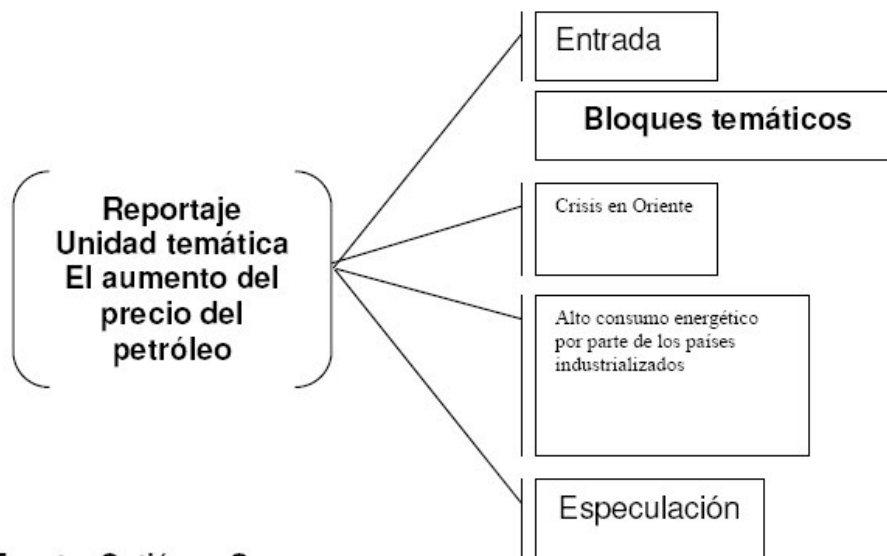 Entrada
Bloques temáticos
Reportaje
Unidad temática
El aumento del
precio del
petróleo
Crisis en Oriente
Alto consumo energético
por parte de los países
industrializados
Especulación